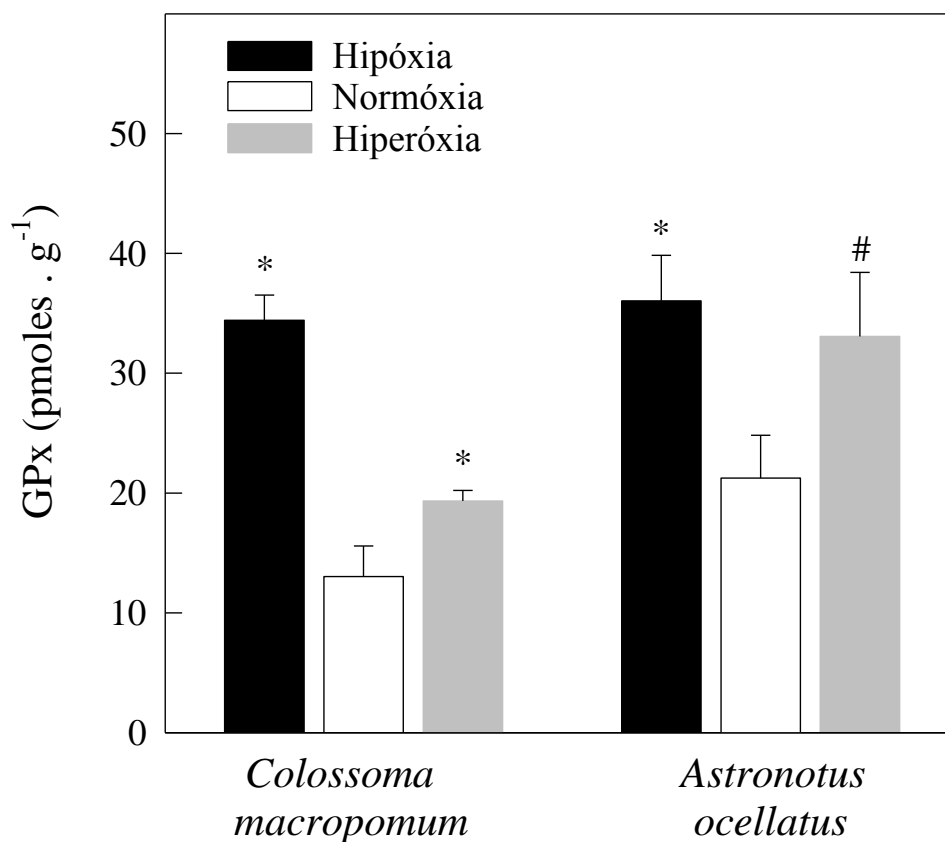 Hipóxia
Normóxia
Hiperóxia
GPx (pmoles . g⁻¹)
50
40
30
20
10
0
*
*
*
#
Colossoma
macropomum
Astronotus
ocellatus